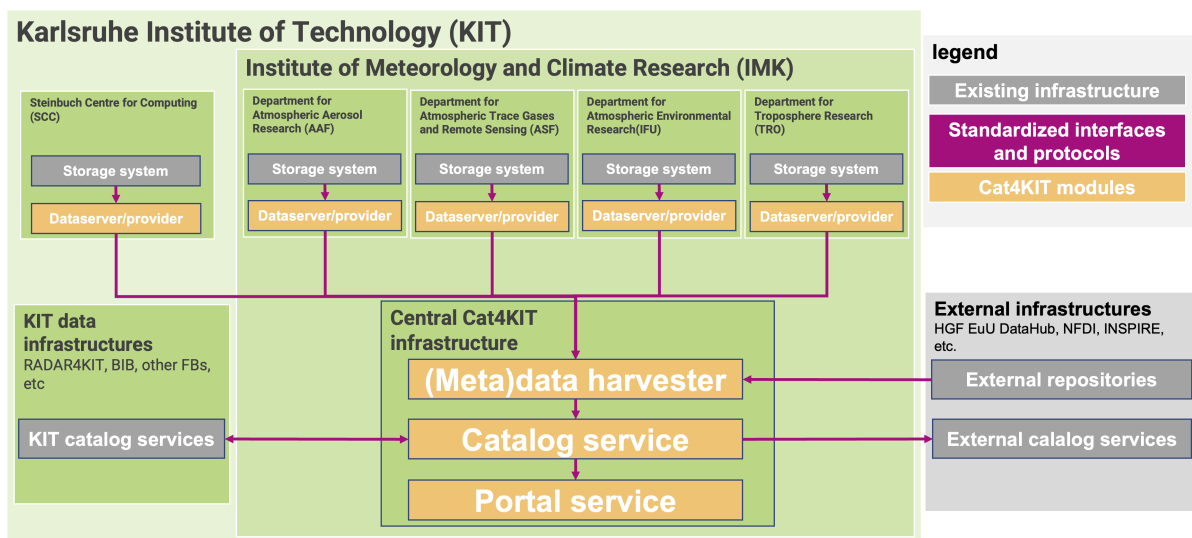 Karlsruhe Institute of Technology (KIT)
Institute of Meteorology and Climate Research (IMK)
Steinbuch Centre for Computing
(SCC)
Storage system
Dataserver/provider
Department for
Atmospheric Aerosol
Research (AAF)
Storage system
Dataserver/provider
Department for
Atmospheric Trace Gases
and Remote Sensing (ASF)
Storage system
Dataserver/provider
Department for
Atmospheric Environmental
Research(IFU)
Storage system
Dataserver/provider
Department for
Troposphere Research
(TRO)
Storage system
Dataserver/provider
legend
Existing infrastructure
Standardized interfaces
and protocols
Cat4KIT modules
KIT data
infrastructures
RADAR4KIT, BIB, other FBs,
etc
KIT catalog services
Central Cat4KIT
infrastructure
(Meta)data harvester
Catalog service
Portal service
External infrastructures
HGF EuU DataHub, NFDI, INSPIRE,
etc.
External repositories
External calalog services